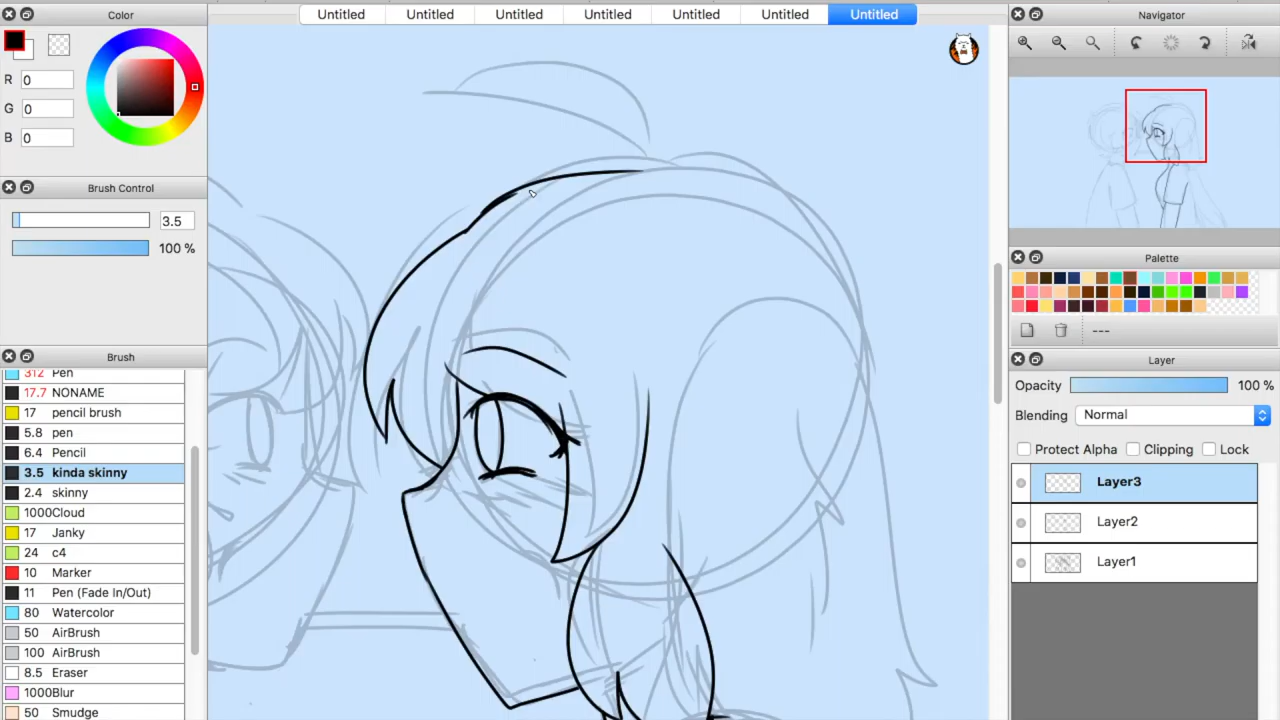 Untitled Untitled Untitled Untitled Untitled Untitled Untitled
Color
R 0
G 0
B 0
Brush Control
3.5
100 %
Brush
312 Pen
17.7 NONAME
17 pencil brush
5.8 pen
6.4 Pencil
3.5 kinda skinny
2.4 skinny
1000Cloud
17 Janky
24 c4
10 Marker
11 Pen (Fade In/Out)
80 Watercolor
50 AirBrush
100 AirBrush
8.5 Eraser
1000Blur
50 Smudge
Navigator
Palette
---
Layer
Opacity 100 %
Blending Normal
Protect Alpha Clipping Lock
Layer3
Layer2
Layer1